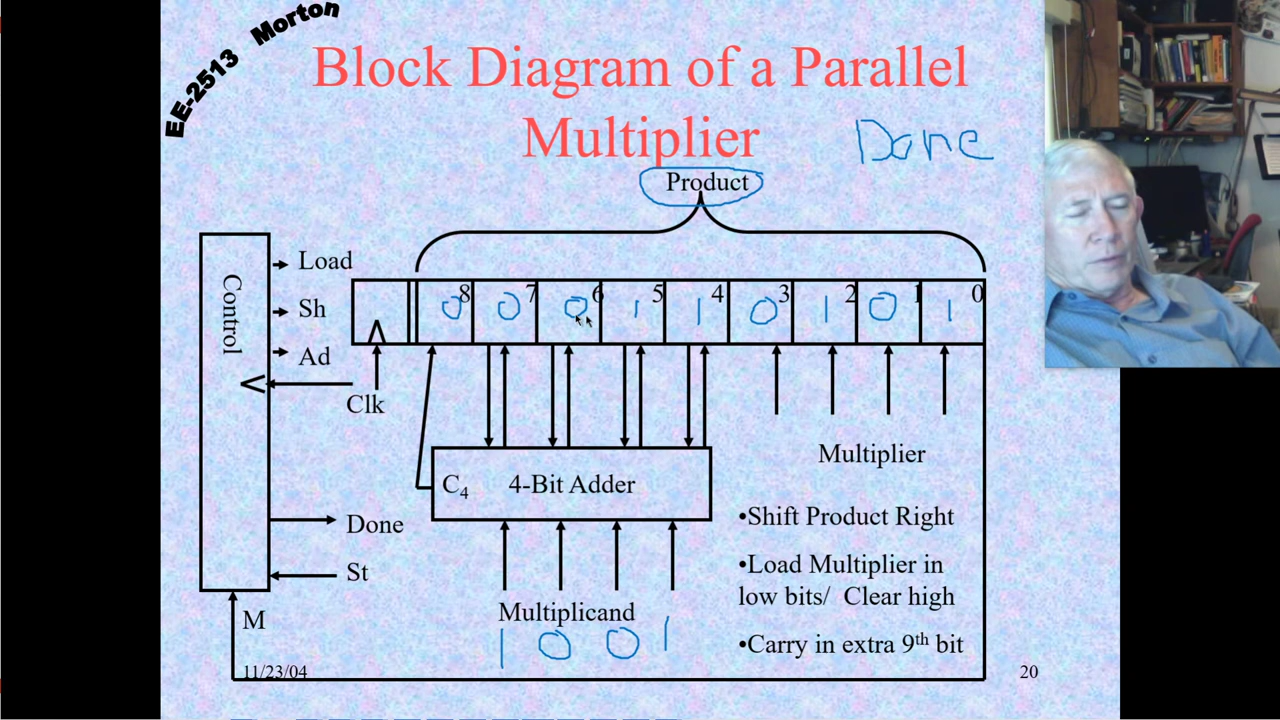 EE-2513 Morton
Block Diagram of a Parallel
Multiplier
Done
Product
Control
Load
Sh
Ad
Clk
8 7 6 5 4 3 2 1 0
0 0 0 1 1 0 1 0 1
C4 4-Bit Adder
Multiplier
Done
St
M
Multiplicand
1 0 0 1
•Shift Product Right
•Load Multiplier in
low bits/ Clear high
•Carry in extra 9th bit
11/23/04
20